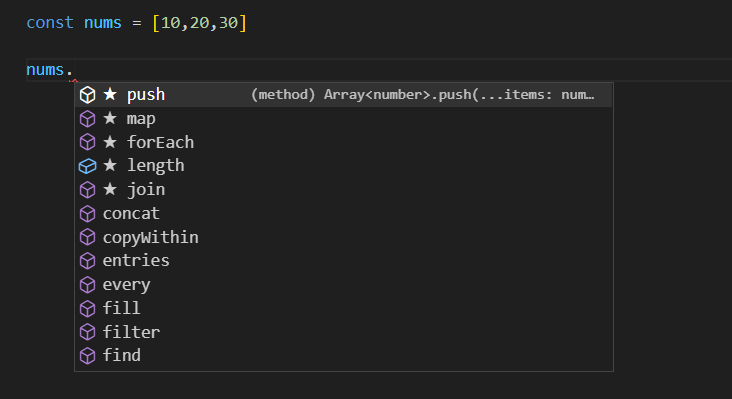 const nums = [10,20,30]
nums.
★ push (method) Array<number>.push(...items: num…
★ map
★ forEach
★ length
★ join
concat
copyWithin
entries
every
fill
filter
find